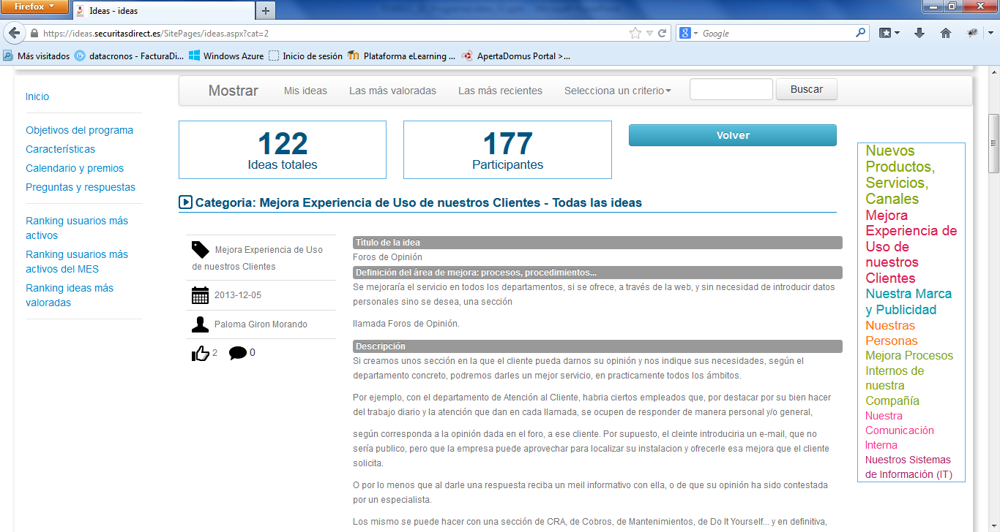 Firefox
Ideas - ideas
https://ideas.securitasdirect.es/SitePages/ideas.aspx?cat=2
Google
Más visitados
datacronos - FacturaDi...
Windows Azure
Inicio de sesión
Plataforma eLearning ...
ApertaDomus Portal >...
Inicio
Objetivos del programa
Características
Calendario y premios
Preguntas y respuestas
Ranking usuarios más
activos
Ranking usuarios más
activos del MES
Ranking ideas más
valoradas
Mostrar
Mis ideas
Las más valoradas
Las más recientes
Selecciona un criterio
Buscar
122
Ideas totales
177
Participantes
Volver
Categoria: Mejora Experiencia de Uso de nuestros Clientes - Todas las ideas
Mejora Experiencia de Uso
de nuestros Clientes
2013-12-05
Paloma Giron Morando
2
0
Título de la idea
Foros de Opinión
Definición del área de mejora: procesos, procedimientos...
Se mejoraría el servicio en todos los departamentos, si se ofrece, a través de la web, y sin necesidad de introducir datos
personales sino se desea, una sección
llamada Foros de Opinión.
Descripción
Si creamos unos sección en la que el cliente pueda darnos su opinión y nos indique sus necesidades, según el
departamento concreto, podremos darles un mejor servicio, en practicamente todos los ámbitos.
Por ejemplo, con el departamento de Atención al Cliente, habria ciertos empleados que, por destacar por su bien hacer
del trabajo diario y la atención que dan en cada llamada, se ocupen de responder de manera personal y/o general,
según corresponda a la opinión dada en el foro, a ese cliente. Por supuesto, el cleinte introduciria un e-mail, que no
sería publico, pero que la empresa puede aprovechar para localizar su instalacion y ofrecerle esa mejora que el cliente
solicita.
O por lo menos que al darle una respuesta reciba un meil informativo con ella, o de que su opinión ha sido contestada
por un especialista.
Los mismo se puede hacer con una sección de CRA, de Cobros, de Mantenimientos, de Do It Yourself... y en definitiva,
Nuevos
Productos,
Servicios,
Canales
Mejora
Experiencia de
Uso de
nuestros
Clientes
Nuestra Marca
y Publicidad
Nuestras
Personas
Mejora Procesos
Internos de
nuestra
Compañía
Nuestra
Comunicación
Interna
Nuestros Sistemas
de Información (IT)